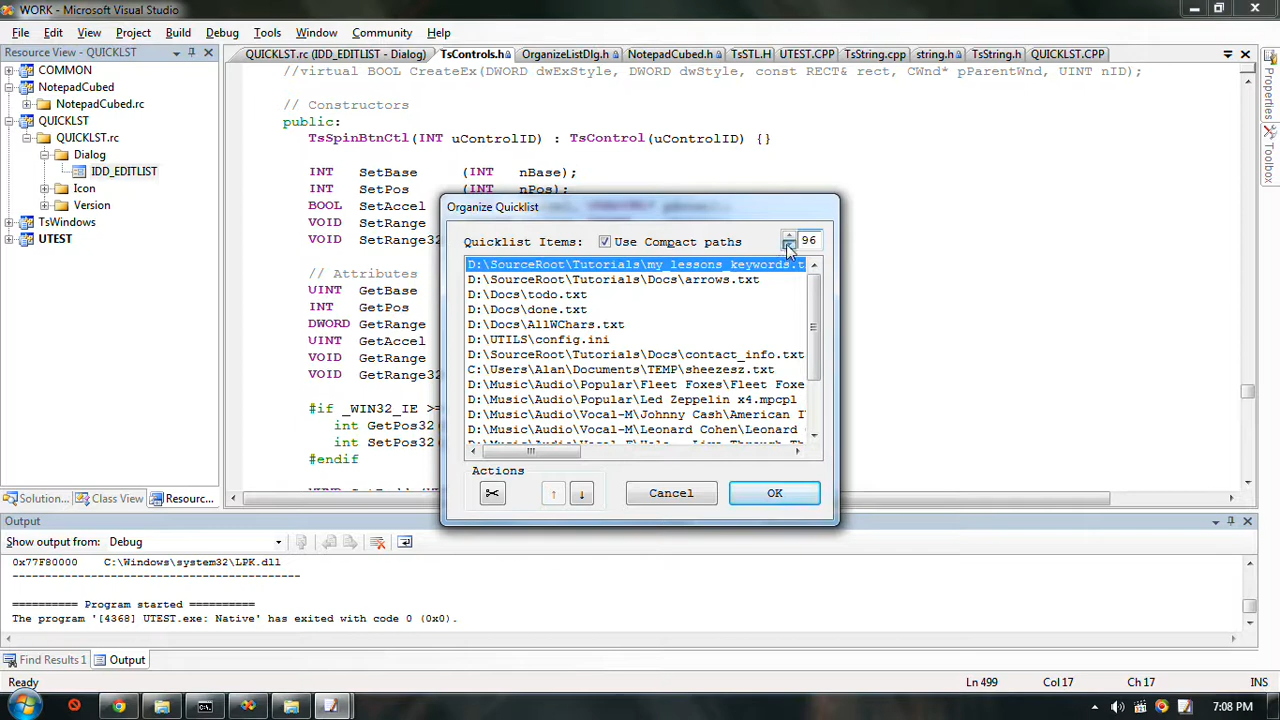 WORK - Microsoft Visual Studio
File Edit View Project Build Debug Tools Window Community Help
Resource View - QUICKLST
QUICKLST.rc (IDD_EDITLIST - Dialog) TsControls.h OrganizeListDlg.h NotepadCubed.h TsSTL.H UTEST.CPP TsString.cpp string.h TsString.h QUICKLST.CPP
COMMON
NotepadCubed
NotepadCubed.rc
QUICKLST
QUICKLST.rc
Dialog
IDD_EDITLIST
Icon
Version
TsWindows
UTEST
Solution... Class View Resourc...
//virtual BOOL CreateEx(DWORD dwExStyle, DWORD dwStyle, const RECT& rect, CWnd* pParentWnd, UINT nID);
// Constructors
public:
TsSpinBtnCtl(INT uControlID) : TsControl(uControlID) {}
INT SetBase (INT nBase);
INT SetPos (INT nPos);
BOOL SetAccel
VOID SetRange
VOID SetRange32
// Attributes
UINT GetBase
INT GetPos
DWORD GetRange
UINT GetAccel
VOID GetRange
VOID GetRange32
#if _WIN32_IE >=
int GetPos32
int SetPos32
#endif
Organize Quicklist
Quicklist Items: Use Compact paths 96
D:\SourceRoot\Tutorials\my_lessons_keywords.t
D:\SourceRoot\Tutorials\Docs\arrows.txt
D:\Docs\todo.txt
D:\Docs\done.txt
D:\Docs\AllWChars.txt
D:\UTILS\config.ini
D:\SourceRoot\Tutorials\Docs\contact_info.txt
C:\Users\Alan\Documents\TEMP\sheezesz.txt
D:\Music\Audio\Popular\Fleet Foxes\Fleet Foxe
D:\Music\Audio\Popular\Led Zeppelin x4.mpcpl
D:\Music\Audio\Vocal-M\Johnny Cash\American I
D:\Music\Audio\Vocal-M\Leonard Cohen\Leonard
Actions
↑ ↓ Cancel OK
Properties
Toolbox
Output
Show output from: Debug
0x77F80000 C:\Windows\system32\LPK.dll
------------------------------------------
========== Program started ==========
The program '[4368] UTEST.exe: Native' has exited with code 0 (0x0).
Find Results 1 Output
Ready Ln 499 Col 17 Ch 17 INS
7:08 PM